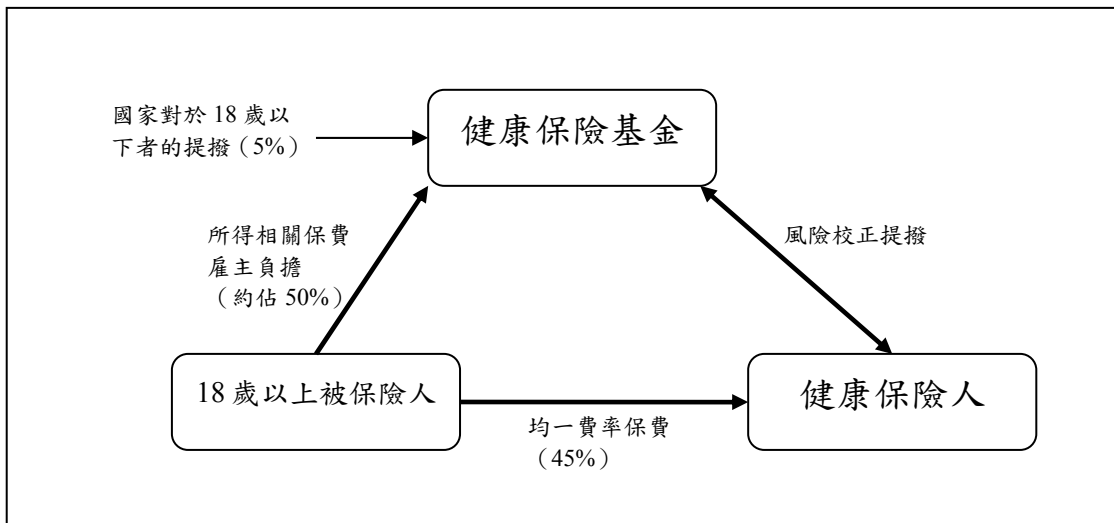 國家對於 18 歲以
下者的提撥（5%）
健康保險基金
所得相關保費
雇主負擔
（約佔 50%）
風險校正提撥
18 歲以上被保險人
健康保險人
均一費率保費
（45%）